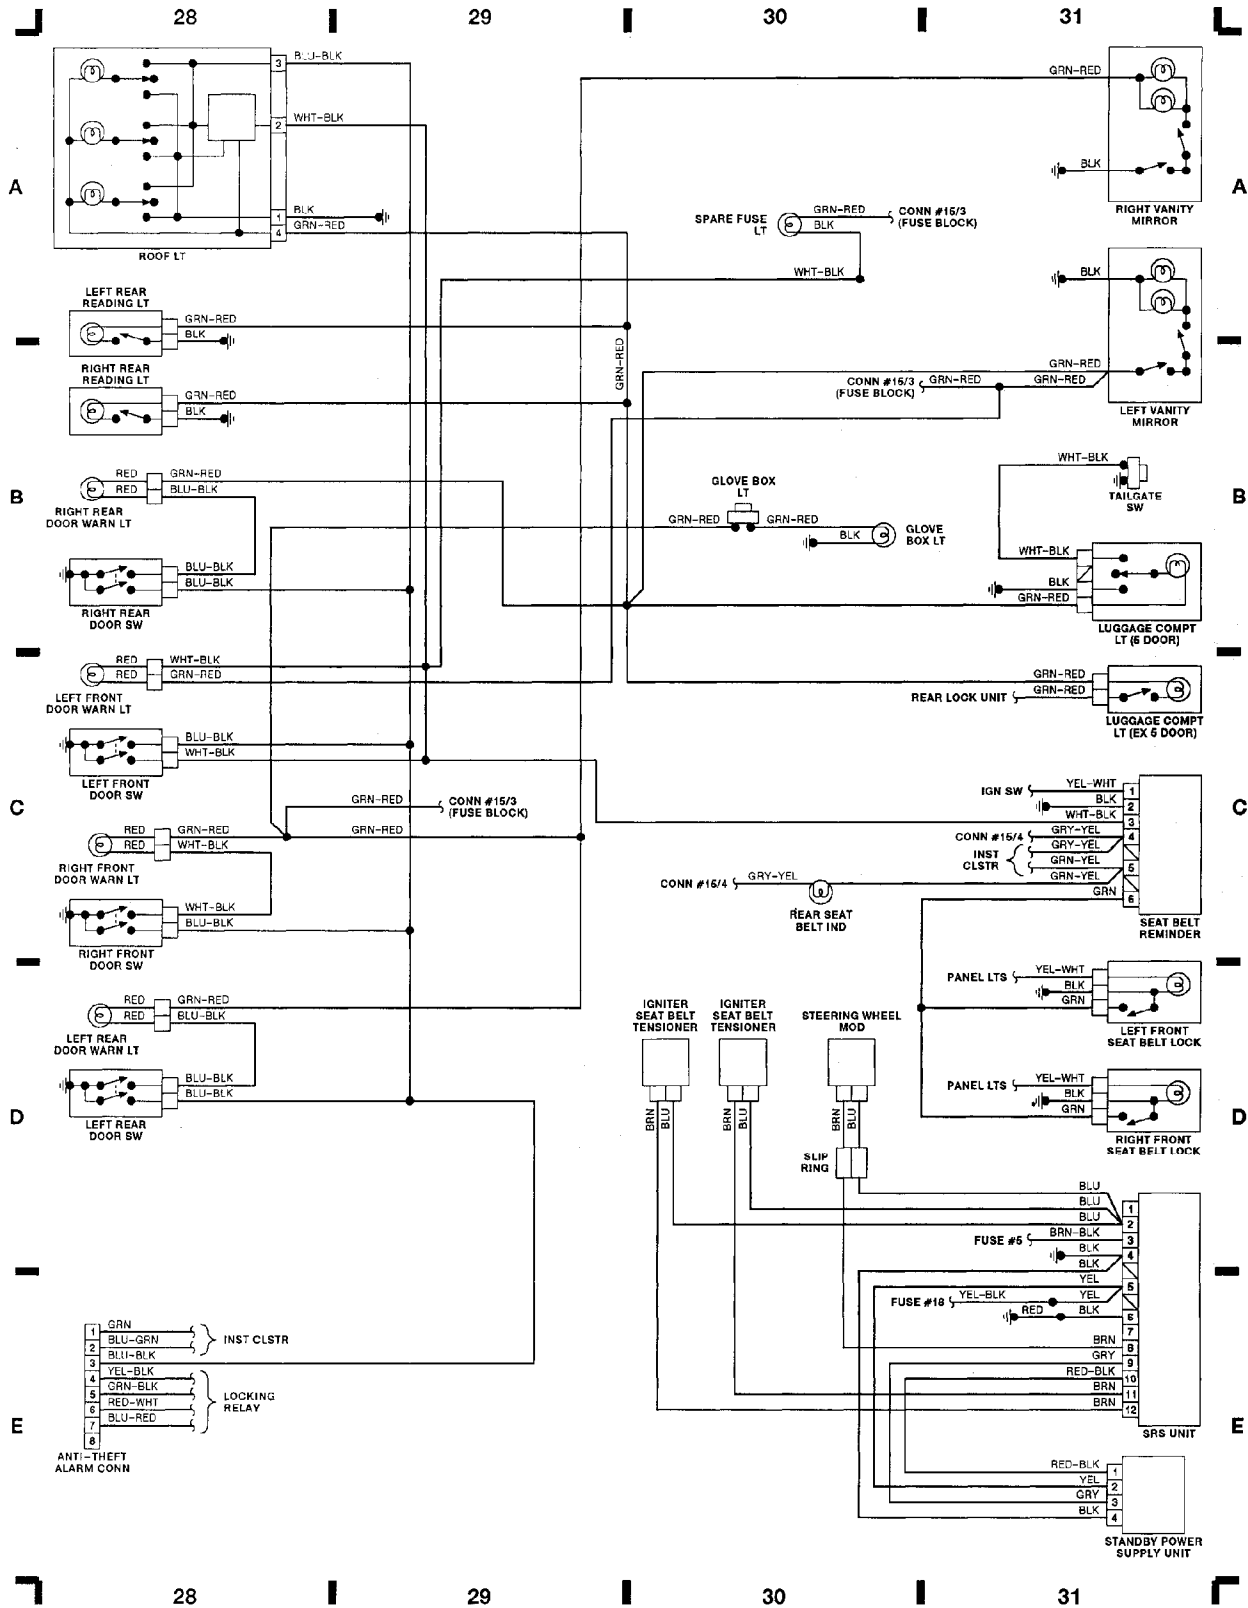 28 29 30 31
A A
B B
C C
D D
E E
3 BLU-BLK
2 WHT-BLK
1 BLK
4 GRN-RED
ROOF LT
LEFT REAR
READING LT
GRN-RED
BLK
RIGHT REAR
READING LT
GRN-RED
BLK
RED GRN-RED
RED BLU-BLK
RIGHT REAR
DOOR WARN LT
BLU-BLK
BLU-BLK
RIGHT REAR
DOOR SW
RED WHT-BLK
RED GRN-RED
LEFT FRONT
DOOR WARN LT
BLU-BLK
WHT-BLK
LEFT FRONT
DOOR SW
GRN-RED CONN #15/3
(FUSE BLOCK)
RED GRN-RED GRN-RED
RED WHT-BLK
RIGHT FRONT
DOOR WARN LT
WHT-BLK
BLU-BLK
RIGHT FRONT
DOOR SW
RED GRN-RED
RED BLU-BLK
LEFT REAR
DOOR WARN LT
BLU-BLK
BLU-BLK
LEFT REAR
DOOR SW
1 GRN
2 BLU-GRN
INST CLSTR
3 BLU-BLK
4 YEL-BLK
5 GRN-BLK
6 RED-WHT
7 BLU-RED
8
LOCKING
RELAY
ANTI-THEFT
ALARM CONN
GRN-RED
BLK
RIGHT VANITY
MIRROR
SPARE FUSE
LT
GRN-RED CONN #15/3
BLK (FUSE BLOCK)
WHT-BLK
BLK
GRN-RED
GRN-RED
CONN #15/3 GRN-RED GRN-RED
(FUSE BLOCK)
LEFT VANITY
MIRROR
WHT-BLK
TAILGATE
SW
GLOVE BOX
LT
GRN-RED GRN-RED
BLK
GLOVE
BOX LT
WHT-BLK
BLK
GRN-RED
LUGGAGE COMPT
LT (5 DOOR)
GRN-RED
REAR LOCK UNIT GRN-RED
LUGGAGE COMPT
LT (EX 5 DOOR)
IGN SW YEL-WHT 1
BLK 2
WHT-BLK 3
CONN #15/4 GRY-YEL 4
INST
CLSTR
GRY-YEL
GRN-YEL 5
GRN-YEL
GRN 6
CONN #15/4 GRY-YEL
REAR SEAT
BELT IND
SEAT BELT
REMINDER
PANEL LTS YEL-WHT
BLK
GRN
LEFT FRONT
SEAT BELT LOCK
PANEL LTS YEL-WHT
BLK
GRN
RIGHT FRONT
SEAT BELT LOCK
IGNITER
SEAT BELT
TENSIONER
IGNITER
SEAT BELT
TENSIONER
STEERING WHEEL
MOD
BRN BLU BRN BLU BRN BLU
SLIP
RING
BLU
BLU 1
BLU 2
FUSE #5 BRN-BLK 3
BLK 4
BLK
YEL 5
FUSE #18 YEL-BLK YEL
RED BLK 6
7
BRN 8
GRY 9
RED-BLK 10
BRN 11
BRN 12
SRS UNIT
RED-BLK 1
YEL 2
GRY 3
BLK 4
STANDBY POWER
SUPPLY UNIT
28 29 30 31